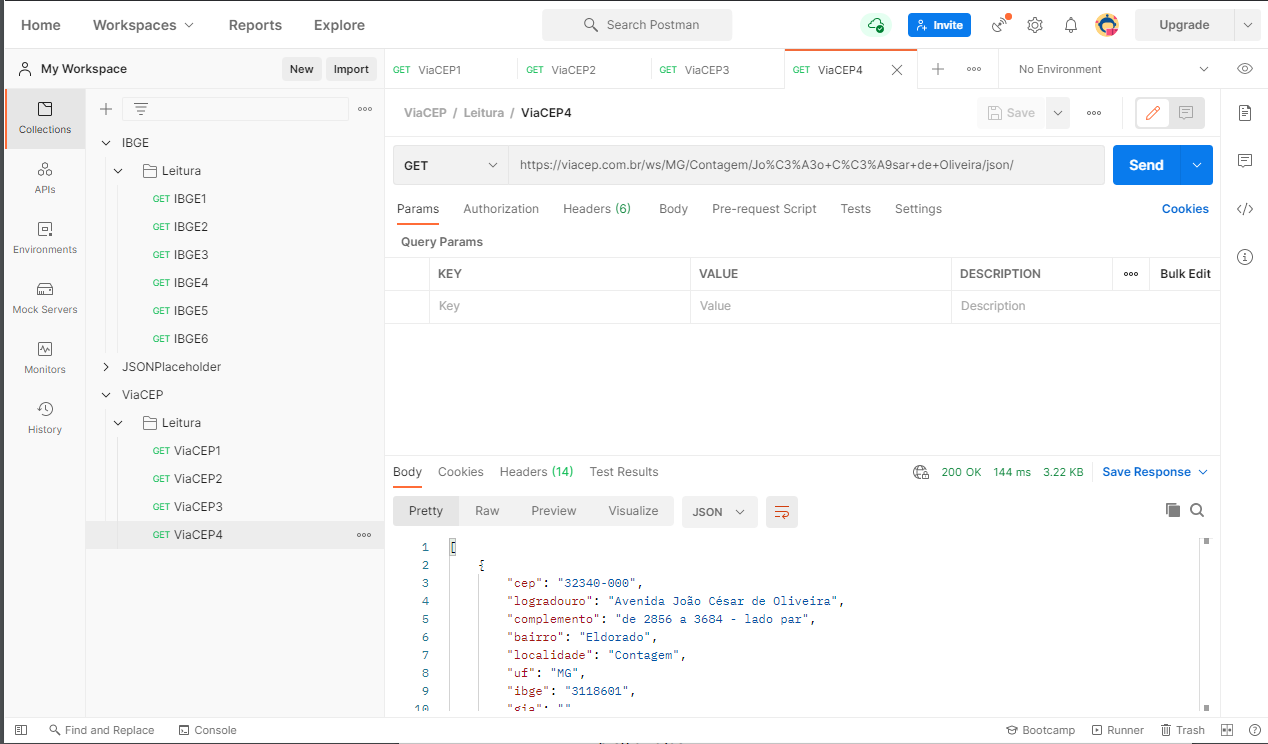 Home Workspaces Reports Explore Search Postman Invite Upgrade
My Workspace New Import GET ViaCEP1 GET ViaCEP2 GET ViaCEP3 GET ViaCEP4 No Environment
Collections
APIs
Environments
Mock Servers
Monitors
History
IBGE
Leitura
GET IBGE1
GET IBGE2
GET IBGE3
GET IBGE4
GET IBGE5
GET IBGE6
JSONPlaceholder
ViaCEP
Leitura
GET ViaCEP1
GET ViaCEP2
GET ViaCEP3
GET ViaCEP4
ViaCEP / Leitura / ViaCEP4 Save
GET https://viacep.com.br/ws/MG/Contagem/Jo%C3%A3o+C%C3%A9sar+de+Oliveira/json/ Send
Params Authorization Headers (6) Body Pre-request Script Tests Settings Cookies
Query Params
KEY VALUE DESCRIPTION Bulk Edit
Key Value Description
Body Cookies Headers (14) Test Results 200 OK 144 ms 3.22 KB Save Response
Pretty Raw Preview Visualize JSON
1 [
2 {
3 "cep": "32340-000",
4 "logradouro": "Avenida João César de Oliveira",
5 "complemento": "de 2856 a 3684 - lado par",
6 "bairro": "Eldorado",
7 "localidade": "Contagem",
8 "uf": "MG",
9 "ibge": "3118601",
10 "gia": ""
Find and Replace Console Bootcamp Runner Trash